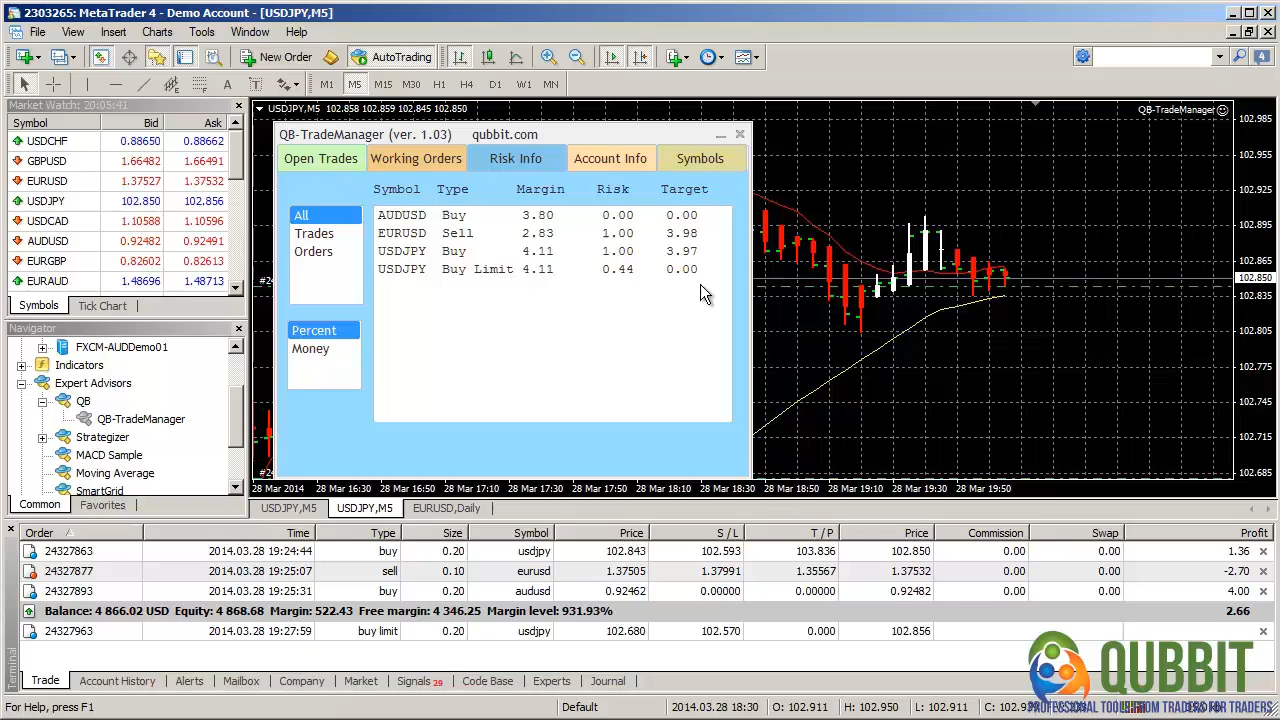 2303265: MetaTrader 4 - Demo Account - [USDJPY,M5]
File View Insert Charts Tools Window Help
New Order AutoTrading 4
A T M1 M5 M15 M30 H1 H4 D1 W1 MN
Market Watch: 20:05:41
Symbol Bid Ask
USDCHF 0.88650 0.88662
GBPUSD 1.66482 1.66491
EURUSD 1.37527 1.37532
USDJPY 102.850 102.856
USDCAD 1.10588 1.10593
AUDUSD 0.92482 0.92482
EURGBP 0.82602 0.82613
EURAUD 1.48696 1.48713
Symbols Tick Chart
Navigator
FXCM-AUDDemo01
Indicators
Expert Advisors
QB
QB-TradeManager
Strategizer
MACD Sample
Moving Average
SmartGrid
Common Favorites
USDJPY,M5 102.858 102.859 102.845 102.850
QB-TradeManager
QB-TradeManager (ver. 1.03) qubbit.com
Open Trades Working Orders Risk Info Account Info Symbols
Symbol Type Margin Risk Target
All
Trades
Orders
AUDUSD Buy 3.80 0.00 0.00
EURUSD Sell 2.83 1.00 3.98
USDJPY Buy 4.11 1.00 3.97
USDJPY Buy Limit 4.11 0.44 0.00
Percent
Money
102.985
102.955
102.925
102.895
102.865
102.850
102.835
102.805
102.775
102.745
102.715
102.685
28 Mar 2014 28 Mar 16:30 28 Mar 16:50 28 Mar 17:10 28 Mar 17:30 28 Mar 17:50 28 Mar 18:10 28 Mar 18:30 28 Mar 18:50 28 Mar 19:10 28 Mar 19:30 28 Mar 19:50
USDJPY,M5 USDJPY,M5 EURUSD,Daily
Order Time Type Size Symbol Price S / L T / P Price Commission Swap Profit
24327863 2014.03.28 19:24:44 buy 0.20 usdjpy 102.843 102.593 103.836 102.850 0.00 0.00 1.36
24327877 2014.03.28 19:25:07 sell 0.10 eurusd 1.37505 1.37991 1.35567 1.37532 0.00 0.00 -2.70
24327893 2014.03.28 19:25:31 buy 0.20 audusd 0.92462 0.00000 0.00000 0.92482 0.00 0.00 4.00
Balance: 4 866.02 USD Equity: 4 868.68 Margin: 522.43 Free margin: 4 346.25 Margin level: 931.93% 2.66
24327963 2014.03.28 19:27:59 buy limit 0.20 usdjpy 102.680 102.570 0.000 102.856
Terminal
Trade Account History Alerts Mailbox Company Market Signals 29 Code Base Experts Journal
For Help, press F1 Default 2014.03.28 18:30 O: 102.911 H: 102.950 L: 102.911
QUBBIT
PROFESSIONAL TOOLS FROM TRADERS FOR TRADERS